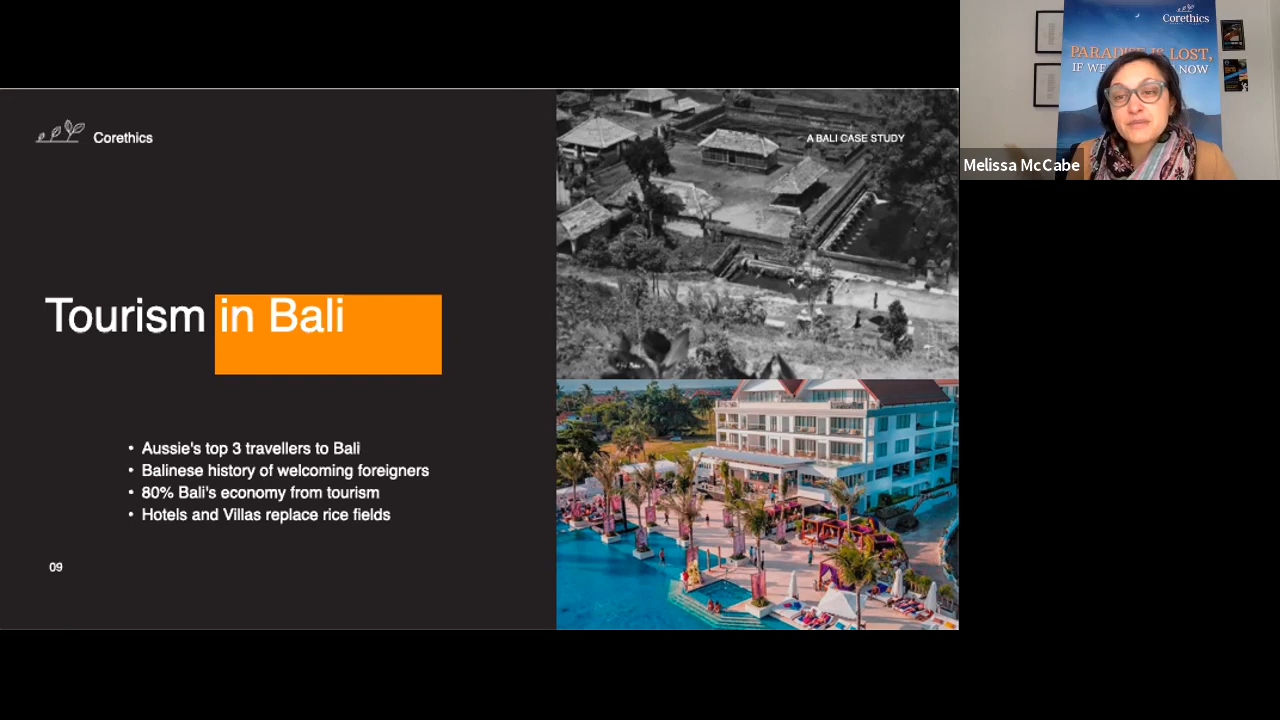 Corethics
A BALI CASE STUDY
Tourism in Bali
• Aussie's top 3 travellers to Bali
• Balinese history of welcoming foreigners
• 80% Bali's economy from tourism
• Hotels and Villas replace rice fields
09
Corethics
PARADISE IS LOST,
IF WE NOW
Melissa McCabe